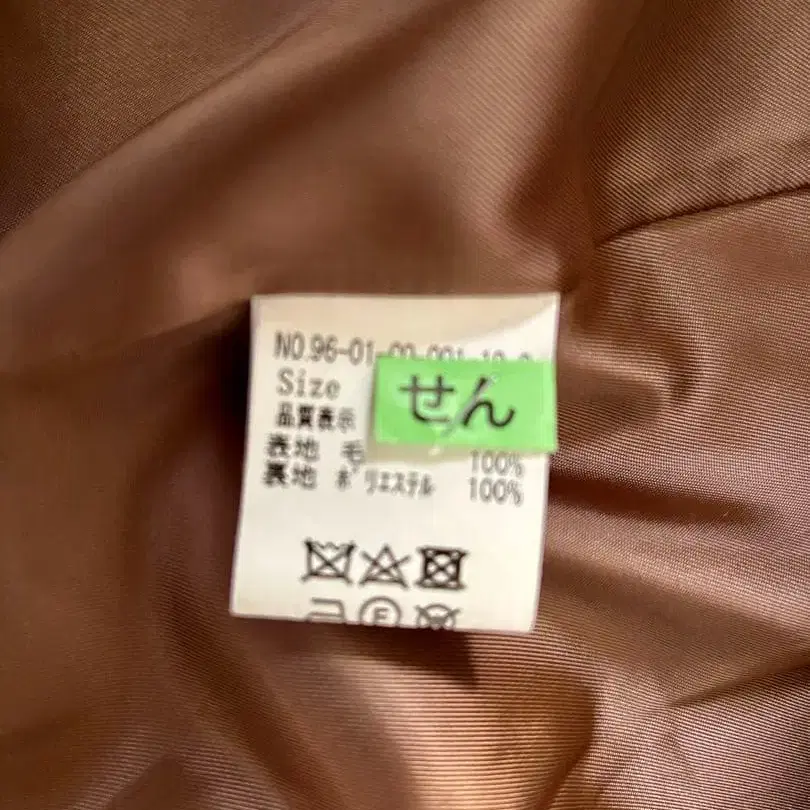 NO.96-01-
Size
せん
品質表示
表地 毛 100%
裏地 ポリエステル 100%